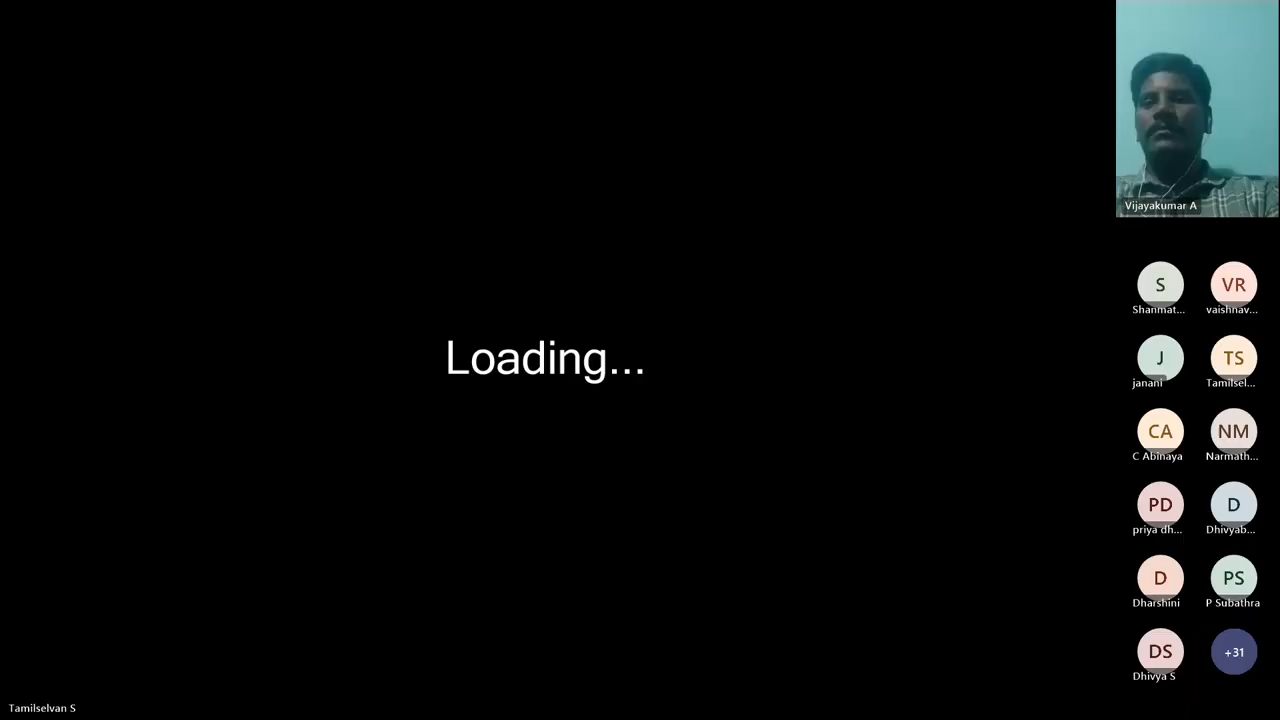 Vijayakumar A
S
VR
Shanmat...
vaishnav...
J
TS
janani
Tamilsel...
CA
NM
C Abinaya
Narmath...
PD
D
priya dh...
Dhivyab...
D
PS
Dharshini
P Subathra
DS
+31
Dhivya S
Loading...
Tamilselvan S